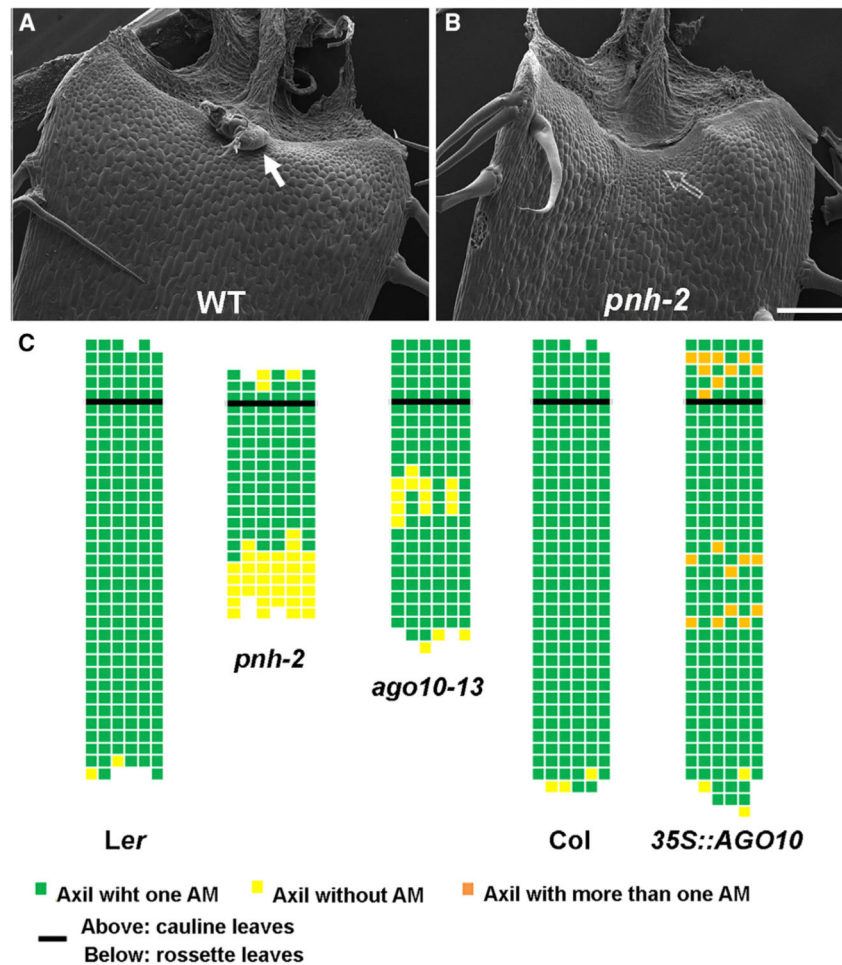 A
B
WT
pnh-2
C
pnh-2
ago10-13
Ler
Col
35S::AGO10
Axil wiht one AM
Axil without AM
Axil with more than one AM
Above: cauline leaves
Below: rossette leaves